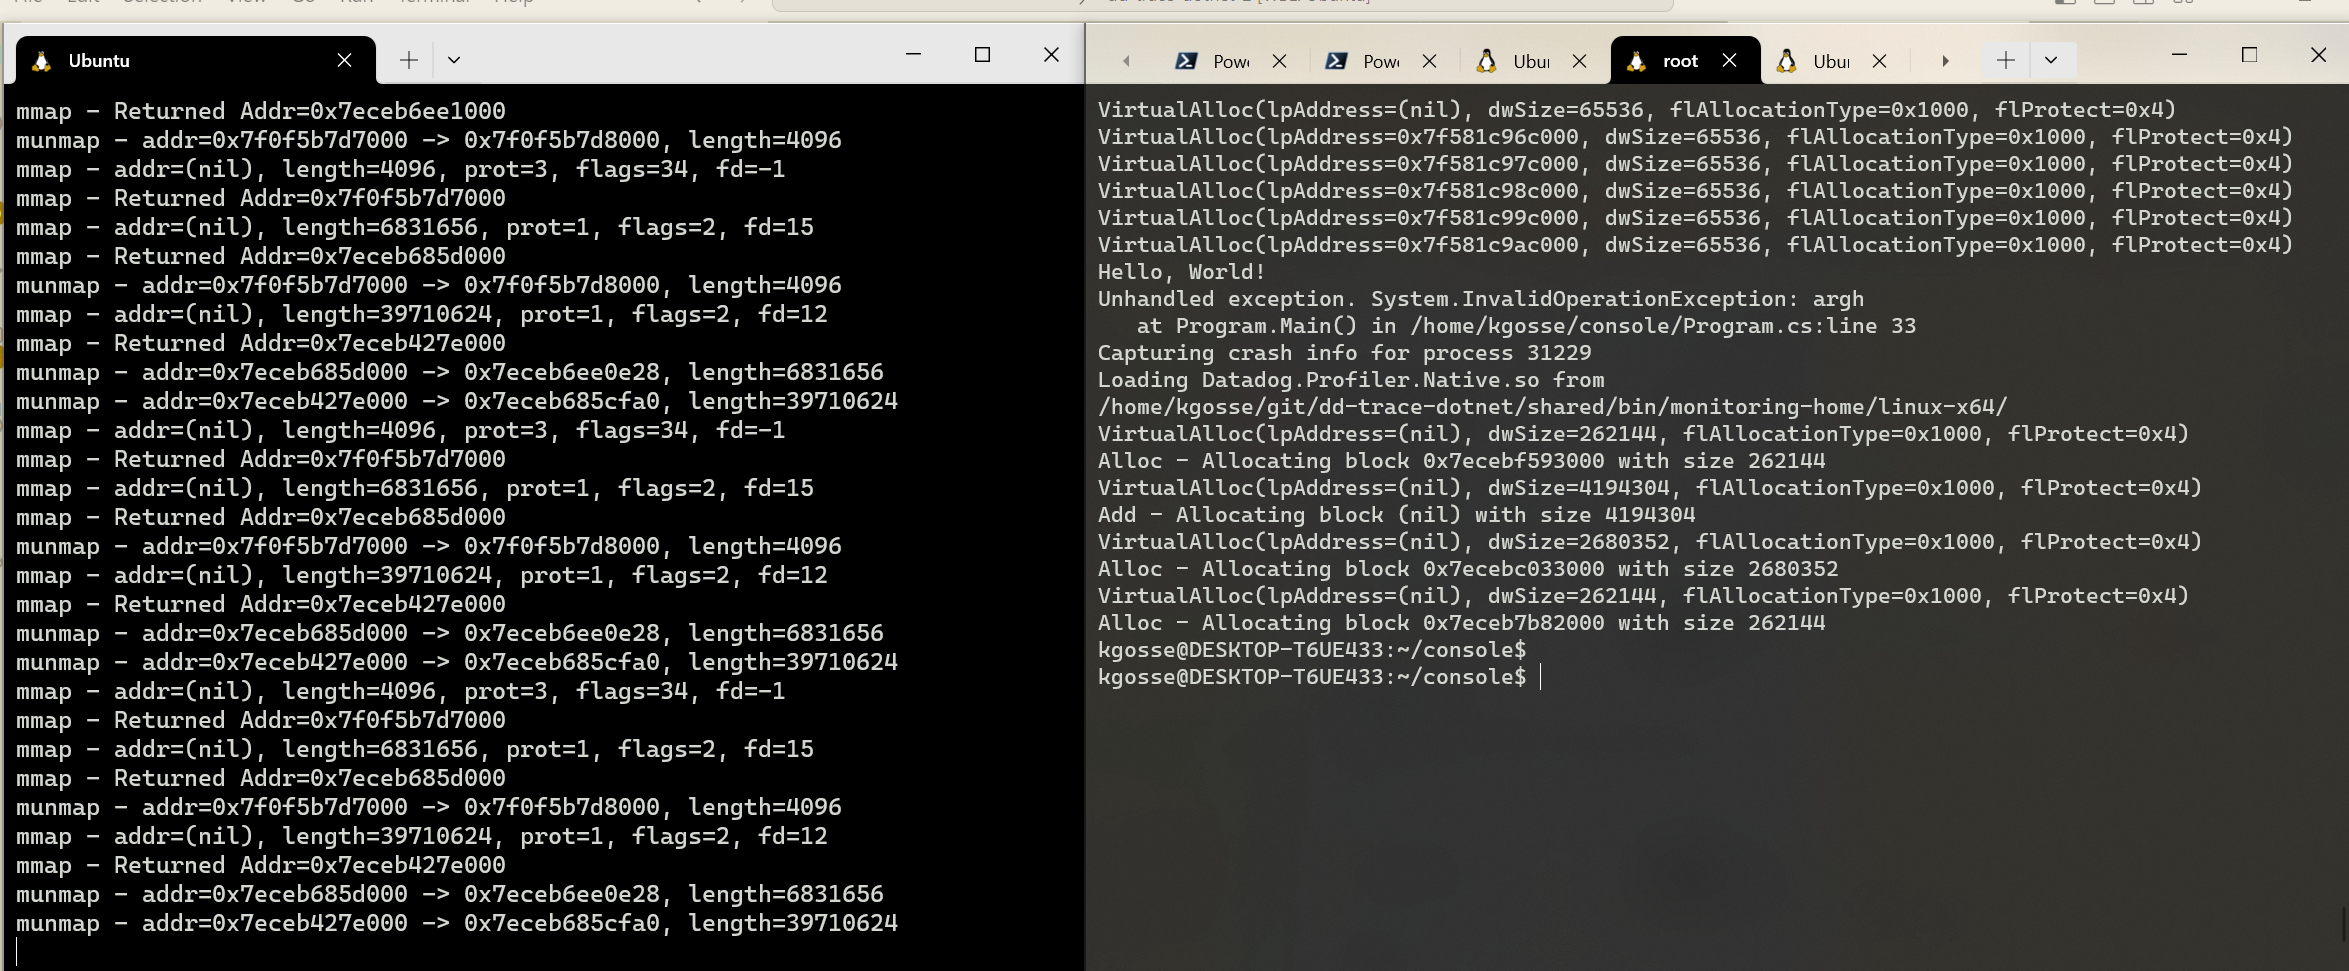 Ubuntu
mmap - Returned Addr=0x7eceb6ee1000
munmap - addr=0x7f0f5b7d7000 -> 0x7f0f5b7d8000, length=4096
mmap - addr=(nil), length=4096, prot=3, flags=34, fd=-1
mmap - Returned Addr=0x7f0f5b7d7000
mmap - addr=(nil), length=6831656, prot=1, flags=2, fd=15
mmap - Returned Addr=0x7eceb685d000
munmap - addr=0x7f0f5b7d7000 -> 0x7f0f5b7d8000, length=4096
mmap - addr=(nil), length=39710624, prot=1, flags=2, fd=12
mmap - Returned Addr=0x7eceb427e000
munmap - addr=0x7eceb685d000 -> 0x7eceb6ee0e28, length=6831656
munmap - addr=0x7eceb427e000 -> 0x7eceb685cfa0, length=39710624
mmap - addr=(nil), length=4096, prot=3, flags=34, fd=-1
mmap - Returned Addr=0x7f0f5b7d7000
mmap - addr=(nil), length=6831656, prot=1, flags=2, fd=15
mmap - Returned Addr=0x7eceb685d000
munmap - addr=0x7f0f5b7d7000 -> 0x7f0f5b7d8000, length=4096
mmap - addr=(nil), length=39710624, prot=1, flags=2, fd=12
mmap - Returned Addr=0x7eceb427e000
munmap - addr=0x7eceb685d000 -> 0x7eceb6ee0e28, length=6831656
munmap - addr=0x7eceb427e000 -> 0x7eceb685cfa0, length=39710624
mmap - addr=(nil), length=4096, prot=3, flags=34, fd=-1
mmap - Returned Addr=0x7f0f5b7d7000
mmap - addr=(nil), length=6831656, prot=1, flags=2, fd=15
mmap - Returned Addr=0x7eceb685d000
munmap - addr=0x7f0f5b7d7000 -> 0x7f0f5b7d8000, length=4096
mmap - addr=(nil), length=39710624, prot=1, flags=2, fd=12
mmap - Returned Addr=0x7eceb427e000
munmap - addr=0x7eceb685d000 -> 0x7eceb6ee0e28, length=6831656
munmap - addr=0x7eceb427e000 -> 0x7eceb685cfa0, length=39710624
Pow Pow Ubu root Ubu
VirtualAlloc(lpAddress=(nil), dwSize=65536, flAllocationType=0x1000, flProtect=0x4)
VirtualAlloc(lpAddress=0x7f581c96c000, dwSize=65536, flAllocationType=0x1000, flProtect=0x4)
VirtualAlloc(lpAddress=0x7f581c97c000, dwSize=65536, flAllocationType=0x1000, flProtect=0x4)
VirtualAlloc(lpAddress=0x7f581c98c000, dwSize=65536, flAllocationType=0x1000, flProtect=0x4)
VirtualAlloc(lpAddress=0x7f581c99c000, dwSize=65536, flAllocationType=0x1000, flProtect=0x4)
VirtualAlloc(lpAddress=0x7f581c9ac000, dwSize=65536, flAllocationType=0x1000, flProtect=0x4)
Hello, World!
Unhandled exception. System.InvalidOperationException: argh
at Program.Main() in /home/kgosse/console/Program.cs:line 33
Capturing crash info for process 31229
Loading Datadog.Profiler.Native.so from
/home/kgosse/git/dd-trace-dotnet/shared/bin/monitoring-home/linux-x64/
VirtualAlloc(lpAddress=(nil), dwSize=262144, flAllocationType=0x1000, flProtect=0x4)
Alloc - Allocating block 0x7ecebf593000 with size 262144
VirtualAlloc(lpAddress=(nil), dwSize=4194304, flAllocationType=0x1000, flProtect=0x4)
Add - Allocating block (nil) with size 4194304
VirtualAlloc(lpAddress=(nil), dwSize=2680352, flAllocationType=0x1000, flProtect=0x4)
Alloc - Allocating block 0x7ecebc033000 with size 2680352
VirtualAlloc(lpAddress=(nil), dwSize=262144, flAllocationType=0x1000, flProtect=0x4)
Alloc - Allocating block 0x7eceb7b82000 with size 262144
kgosse@DESKTOP-T6UE433:~/console$
kgosse@DESKTOP-T6UE433:~/console$